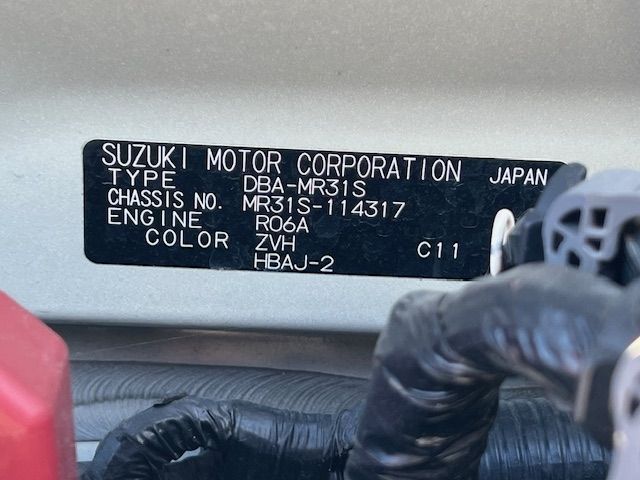 SUZUKI MOTOR CORPORATION JAPAN
TYPE DBA-MR31S
CHASSIS NO. MR31S-114317
ENGINE R06A
COLOR ZVH C11
HBAJ-2